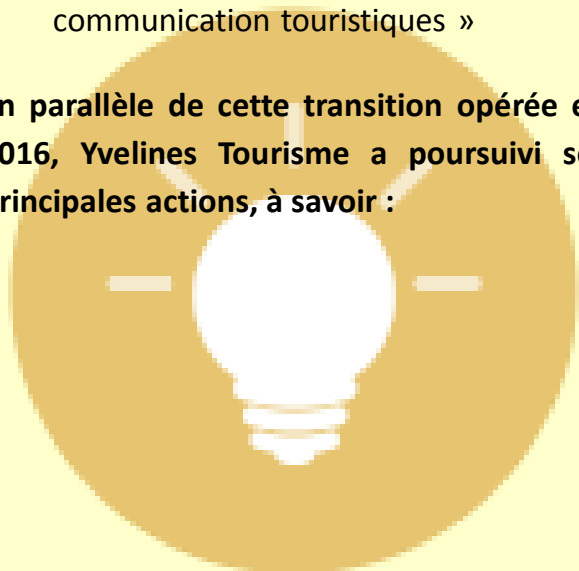 communication touristiques »
n parallèle de cette transition opérée e
016, Yvelines Tourisme a poursuivi se
rincipales actions, à savoir :